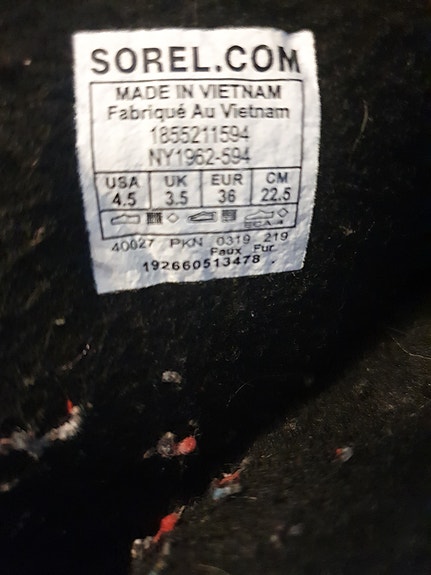 SOREL.COM
MADE IN VIETNAM
Fabriqué Au Vietnam
1855211594
NY1962-594
USA UK EUR CM
4.5 3.5 36 22.5
40027 PKN 0319 219
Faux Fur
192660513478